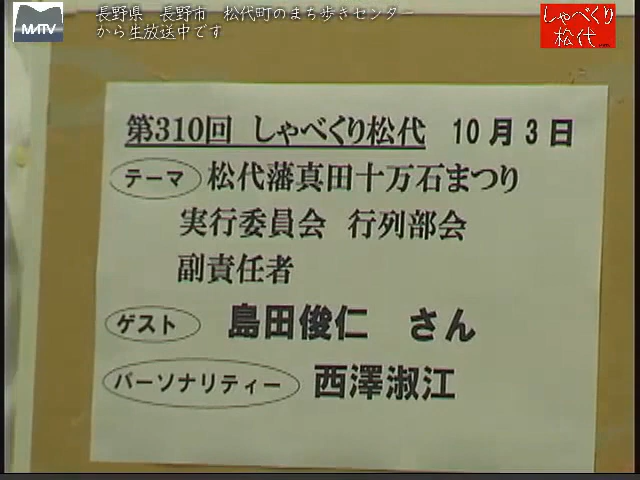 MATV
長野県 長野市 松代町のまち歩きセンター
から生放送中です
しゃべくり
松代
第310回 しゃべくり松代 10月3日
テーマ 松代藩真田十万石まつり
実行委員会 行列部会
副責任者
ゲスト 島田俊仁 さん
パーソナリティー 西澤淑江